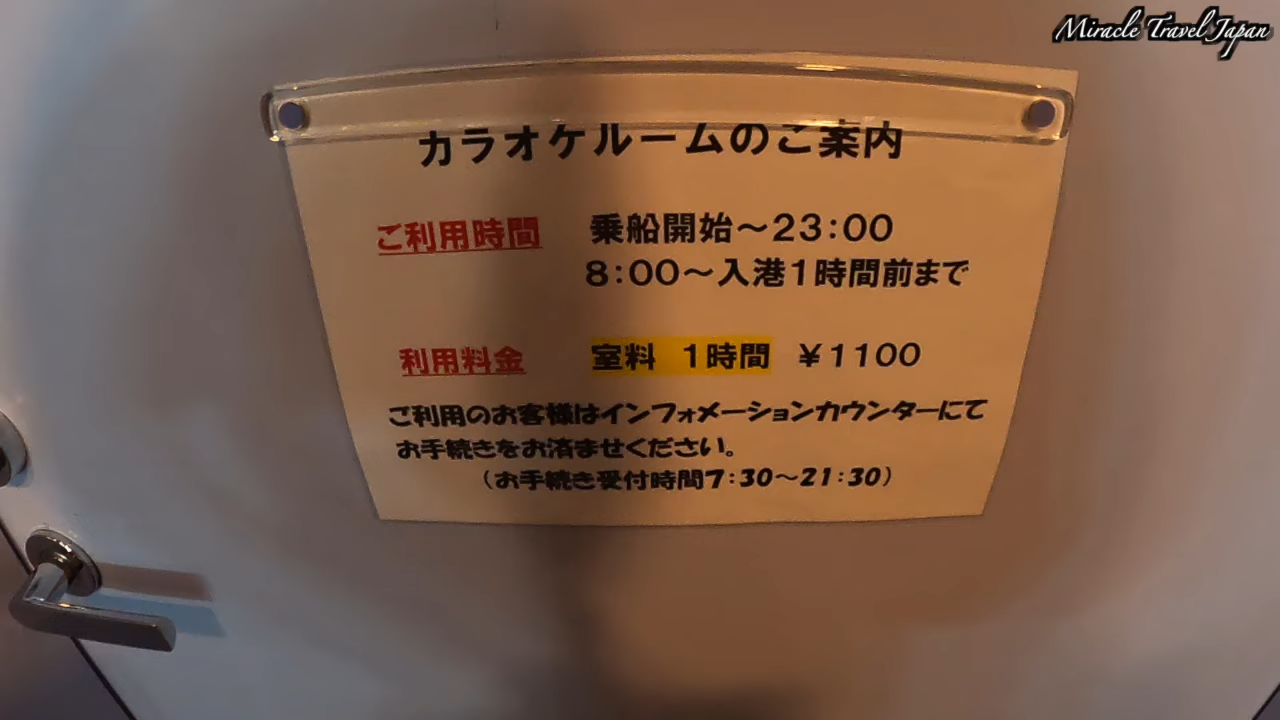 Miracle Travel Japan
カラオケルームのご案内
ご利用時間 乗船開始～23:00
8:00～入港1時間前まで
利用料金 室料 1時間 ¥1100
ご利用のお客様はインフォメーションカウンターにて
お手続きをお済ませください。
（お手続き受付時間7:30～21:30）